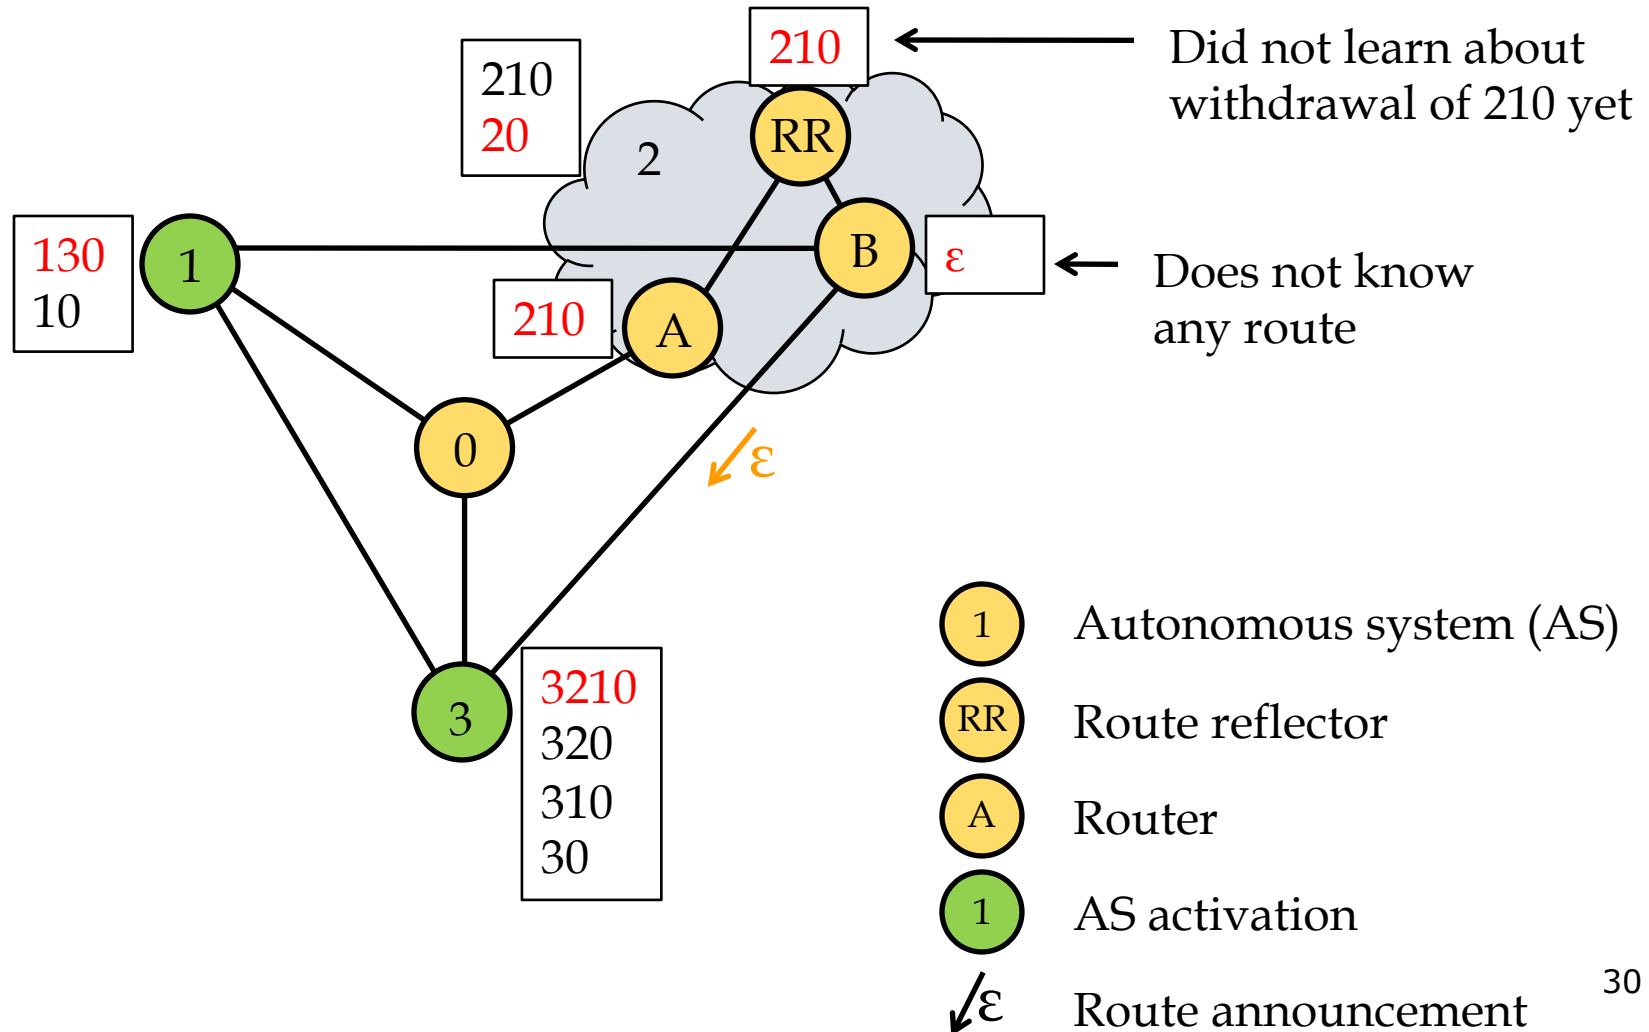 210
Did not learn about
withdrawal of 210 yet
210
20
2
RR
130
10
1
B
ε
Does not know
any route
210
A
0
ε
3
3210
320
310
30
1 Autonomous system (AS)
RR Route reflector
A Router
1 AS activation
ε Route announcement
30